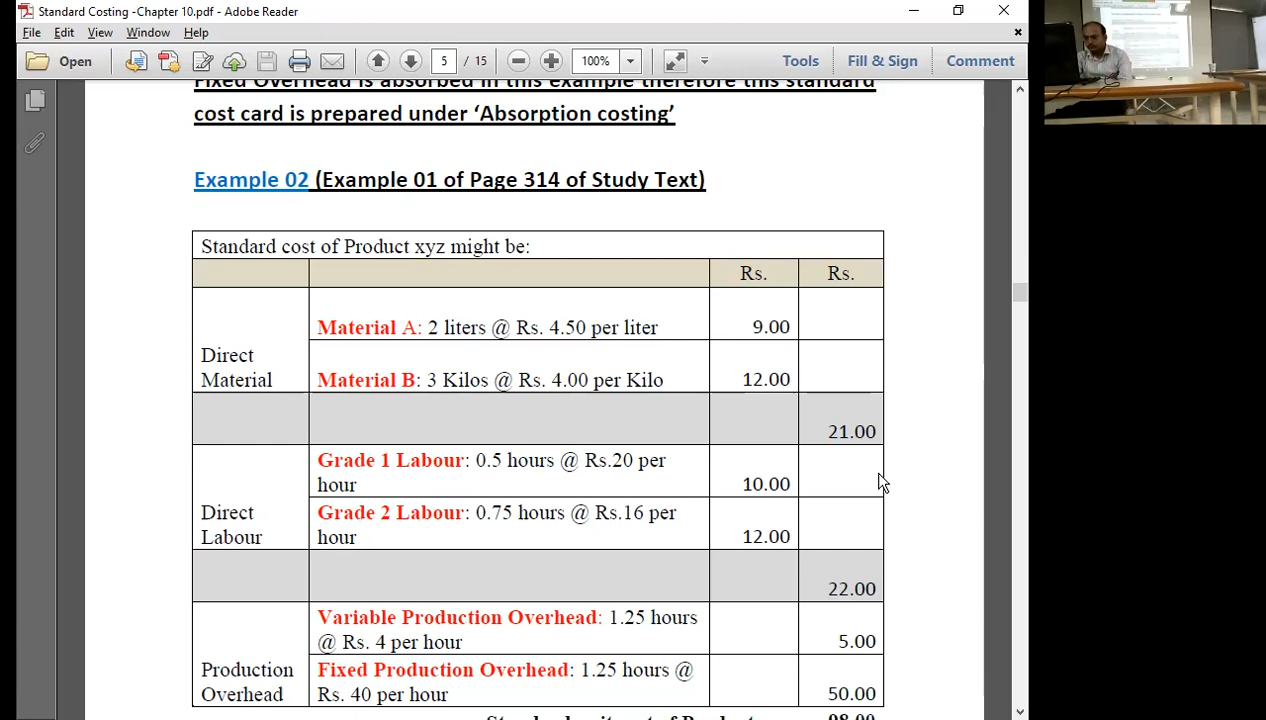 Standard Costing -Chapter 10.pdf - Adobe Reader
File Edit View Window Help
Open 5 / 15 100% Tools Fill & Sign Comment
Fixed Overhead is absorbed in this example therefore this standard
cost card is prepared under ‘Absorption costing’
Example 02 (Example 01 of Page 314 of Study Text)
Standard cost of Product xyz might be:
Rs. Rs.
Direct Material
Material A: 2 liters @ Rs. 4.50 per liter 9.00
Material B: 3 Kilos @ Rs. 4.00 per Kilo 12.00
21.00
Direct Labour
Grade 1 Labour: 0.5 hours @ Rs.20 per
hour 10.00
Grade 2 Labour: 0.75 hours @ Rs.16 per
hour 12.00
22.00
Production Overhead
Variable Production Overhead: 1.25 hours
@ Rs. 4 per hour 5.00
Fixed Production Overhead: 1.25 hours @
Rs. 40 per hour 50.00
Standard unit cost of Product 98.00